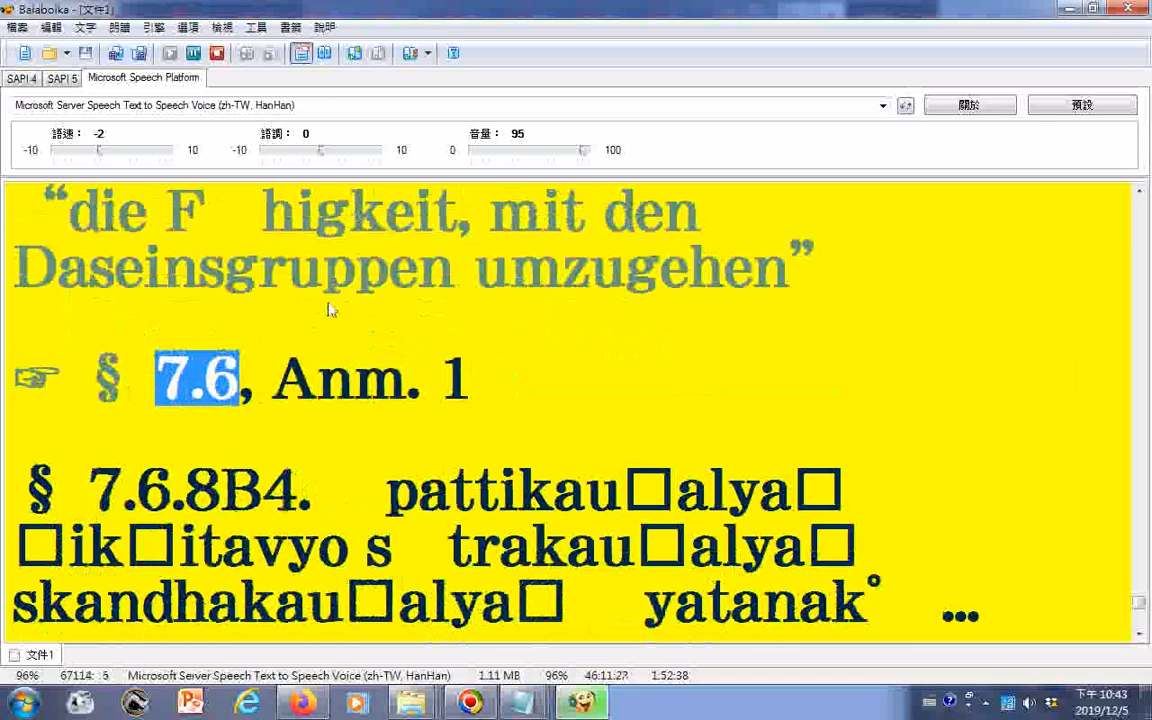 Balabolka - [文件1]
檔案 編輯 文字 朗讀 引擎 選項 檢視 工具 書籤 說明
SAPI 4 SAPI 5 Microsoft Speech Platform
Microsoft Server Speech Text to Speech Voice (zh-TW, HanHan) 關於 預設
語速： -2 語調： 0 音量： 95
-10 10 -10 10 0 100
“die F higkeit, mit den
Daseinsgruppen umzugehen”
☞ § 7.6, Anm. 1
§ 7.6.8B4. pattikau□alya□
□ik□itavyo s trakau□alya□
skandhakau□alya□ yatanak° ...
文件1
96% 67114: 5 Microsoft Server Speech Text to Speech Voice (zh-TW, HanHan) 1.11 MB 96% 46:11:27 1:52:38
下午 10:43
2019/12/5